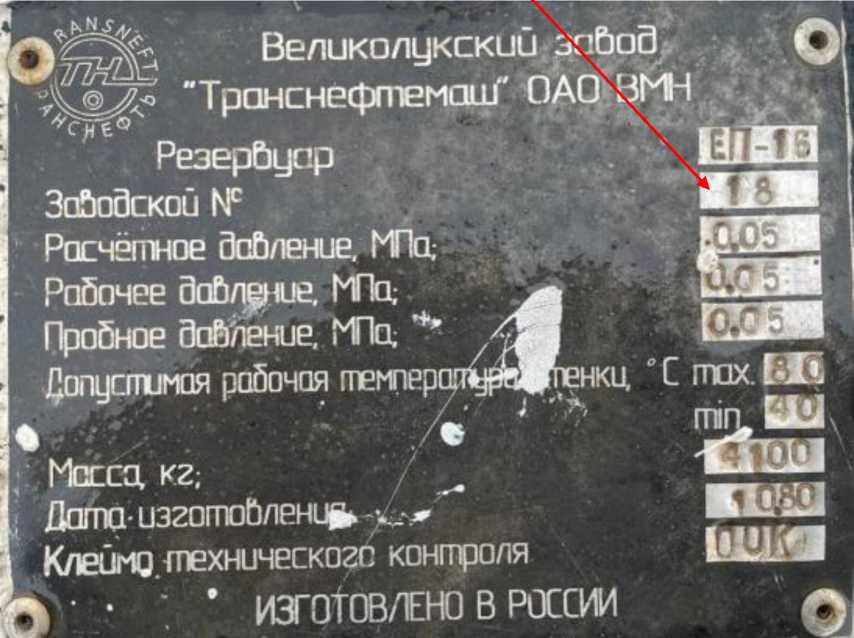 TRANSNEFT
ТРАНСНЕФТЬ
Великолукский завод
"Транснефтемаш" ОАО ВМН
Резервуар ЕП-16
Заводской № 18
Расчётное давление, МПа; 0.05
Рабочее давление, МПа; 0.05
Пробное давление, МПа; 0.05
Допустимая рабочая температура стенки, °С max. 80
min 40
Масса, кг; 4100
Дата изготовления 1080
Клеймо технического контроля
ИЗГОТОВЛЕНО В РОССИИ